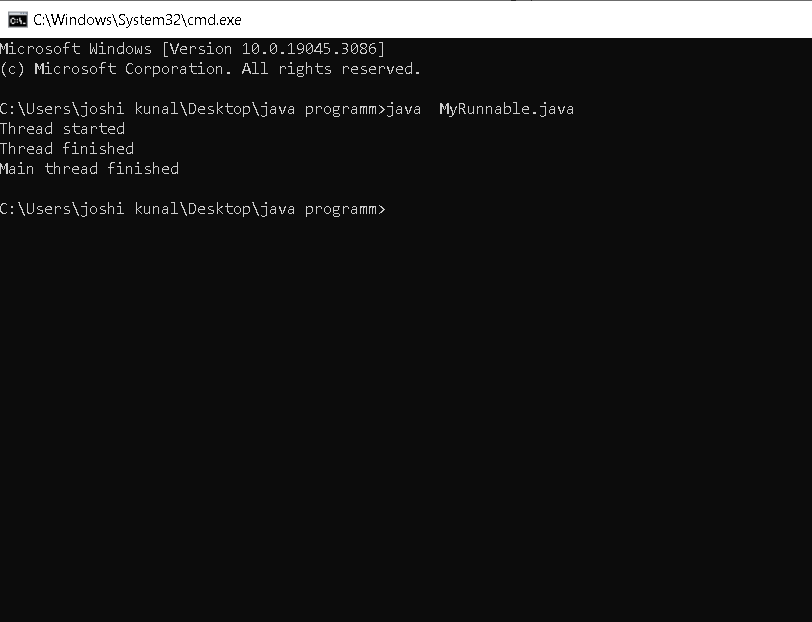 C:\Windows\System32\cmd.exe
Microsoft Windows [Version 10.0.19045.3086]
(c) Microsoft Corporation. All rights reserved.
C:\Users\joshi kunal\Desktop\java programm>java  MyRunnable.java
Thread started
Thread finished
Main thread finished
C:\Users\joshi kunal\Desktop\java programm>